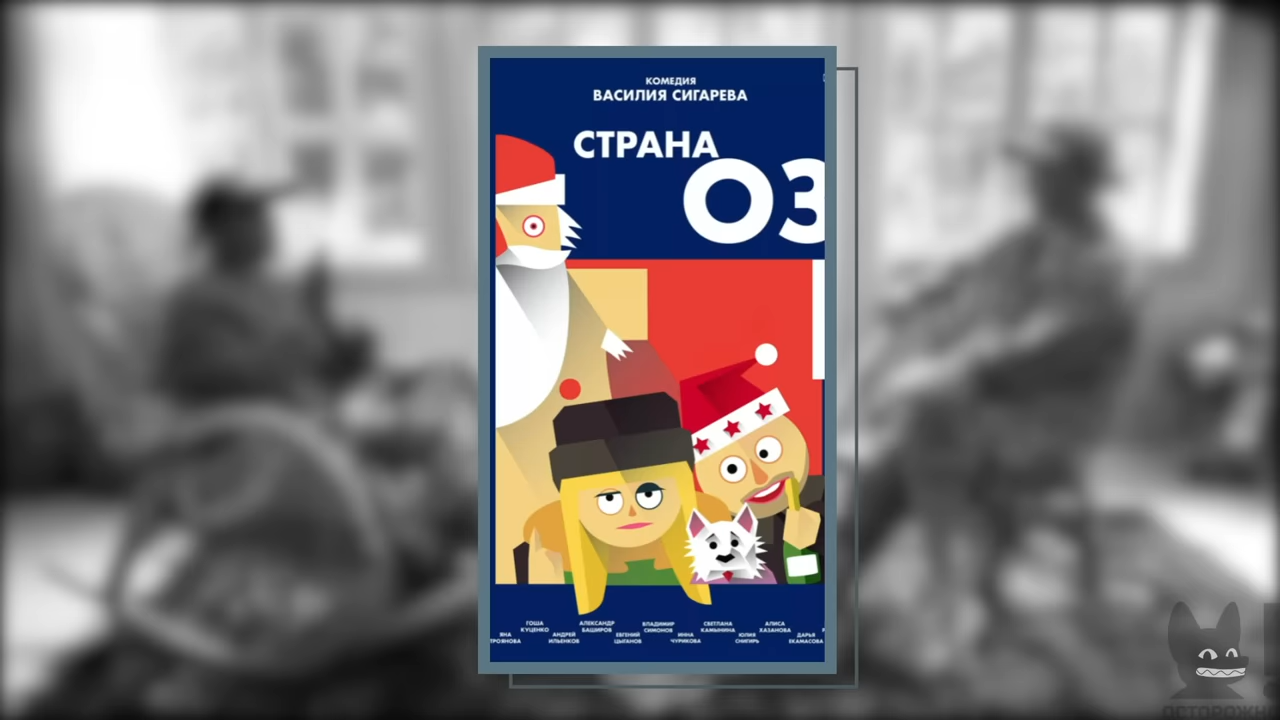 КОМЕДИЯ
ВАСИЛИЯ СИГАРЕВА
СТРАНА
ОЗ
ЯНА
ТРОЯНОВА
ГОША
КУЦЕНКО
АНДРЕЙ
ИЛЬЕНКОВ
АЛЕКСАНДР
БАШИРОВ
ЕВГЕНИЙ
ЦЫГАНОВ
ВЛАДИМИР
СИМОНОВ
ИННА
ЧУРИКОВА
СВЕТЛАНА
КАМЫНИНА
ЮЛИЯ
СНИГИРЬ
АЛИСА
ХАЗАНОВА
ДАРЬЯ
ЕКАМАСОВА
ОСТОРОЖНО